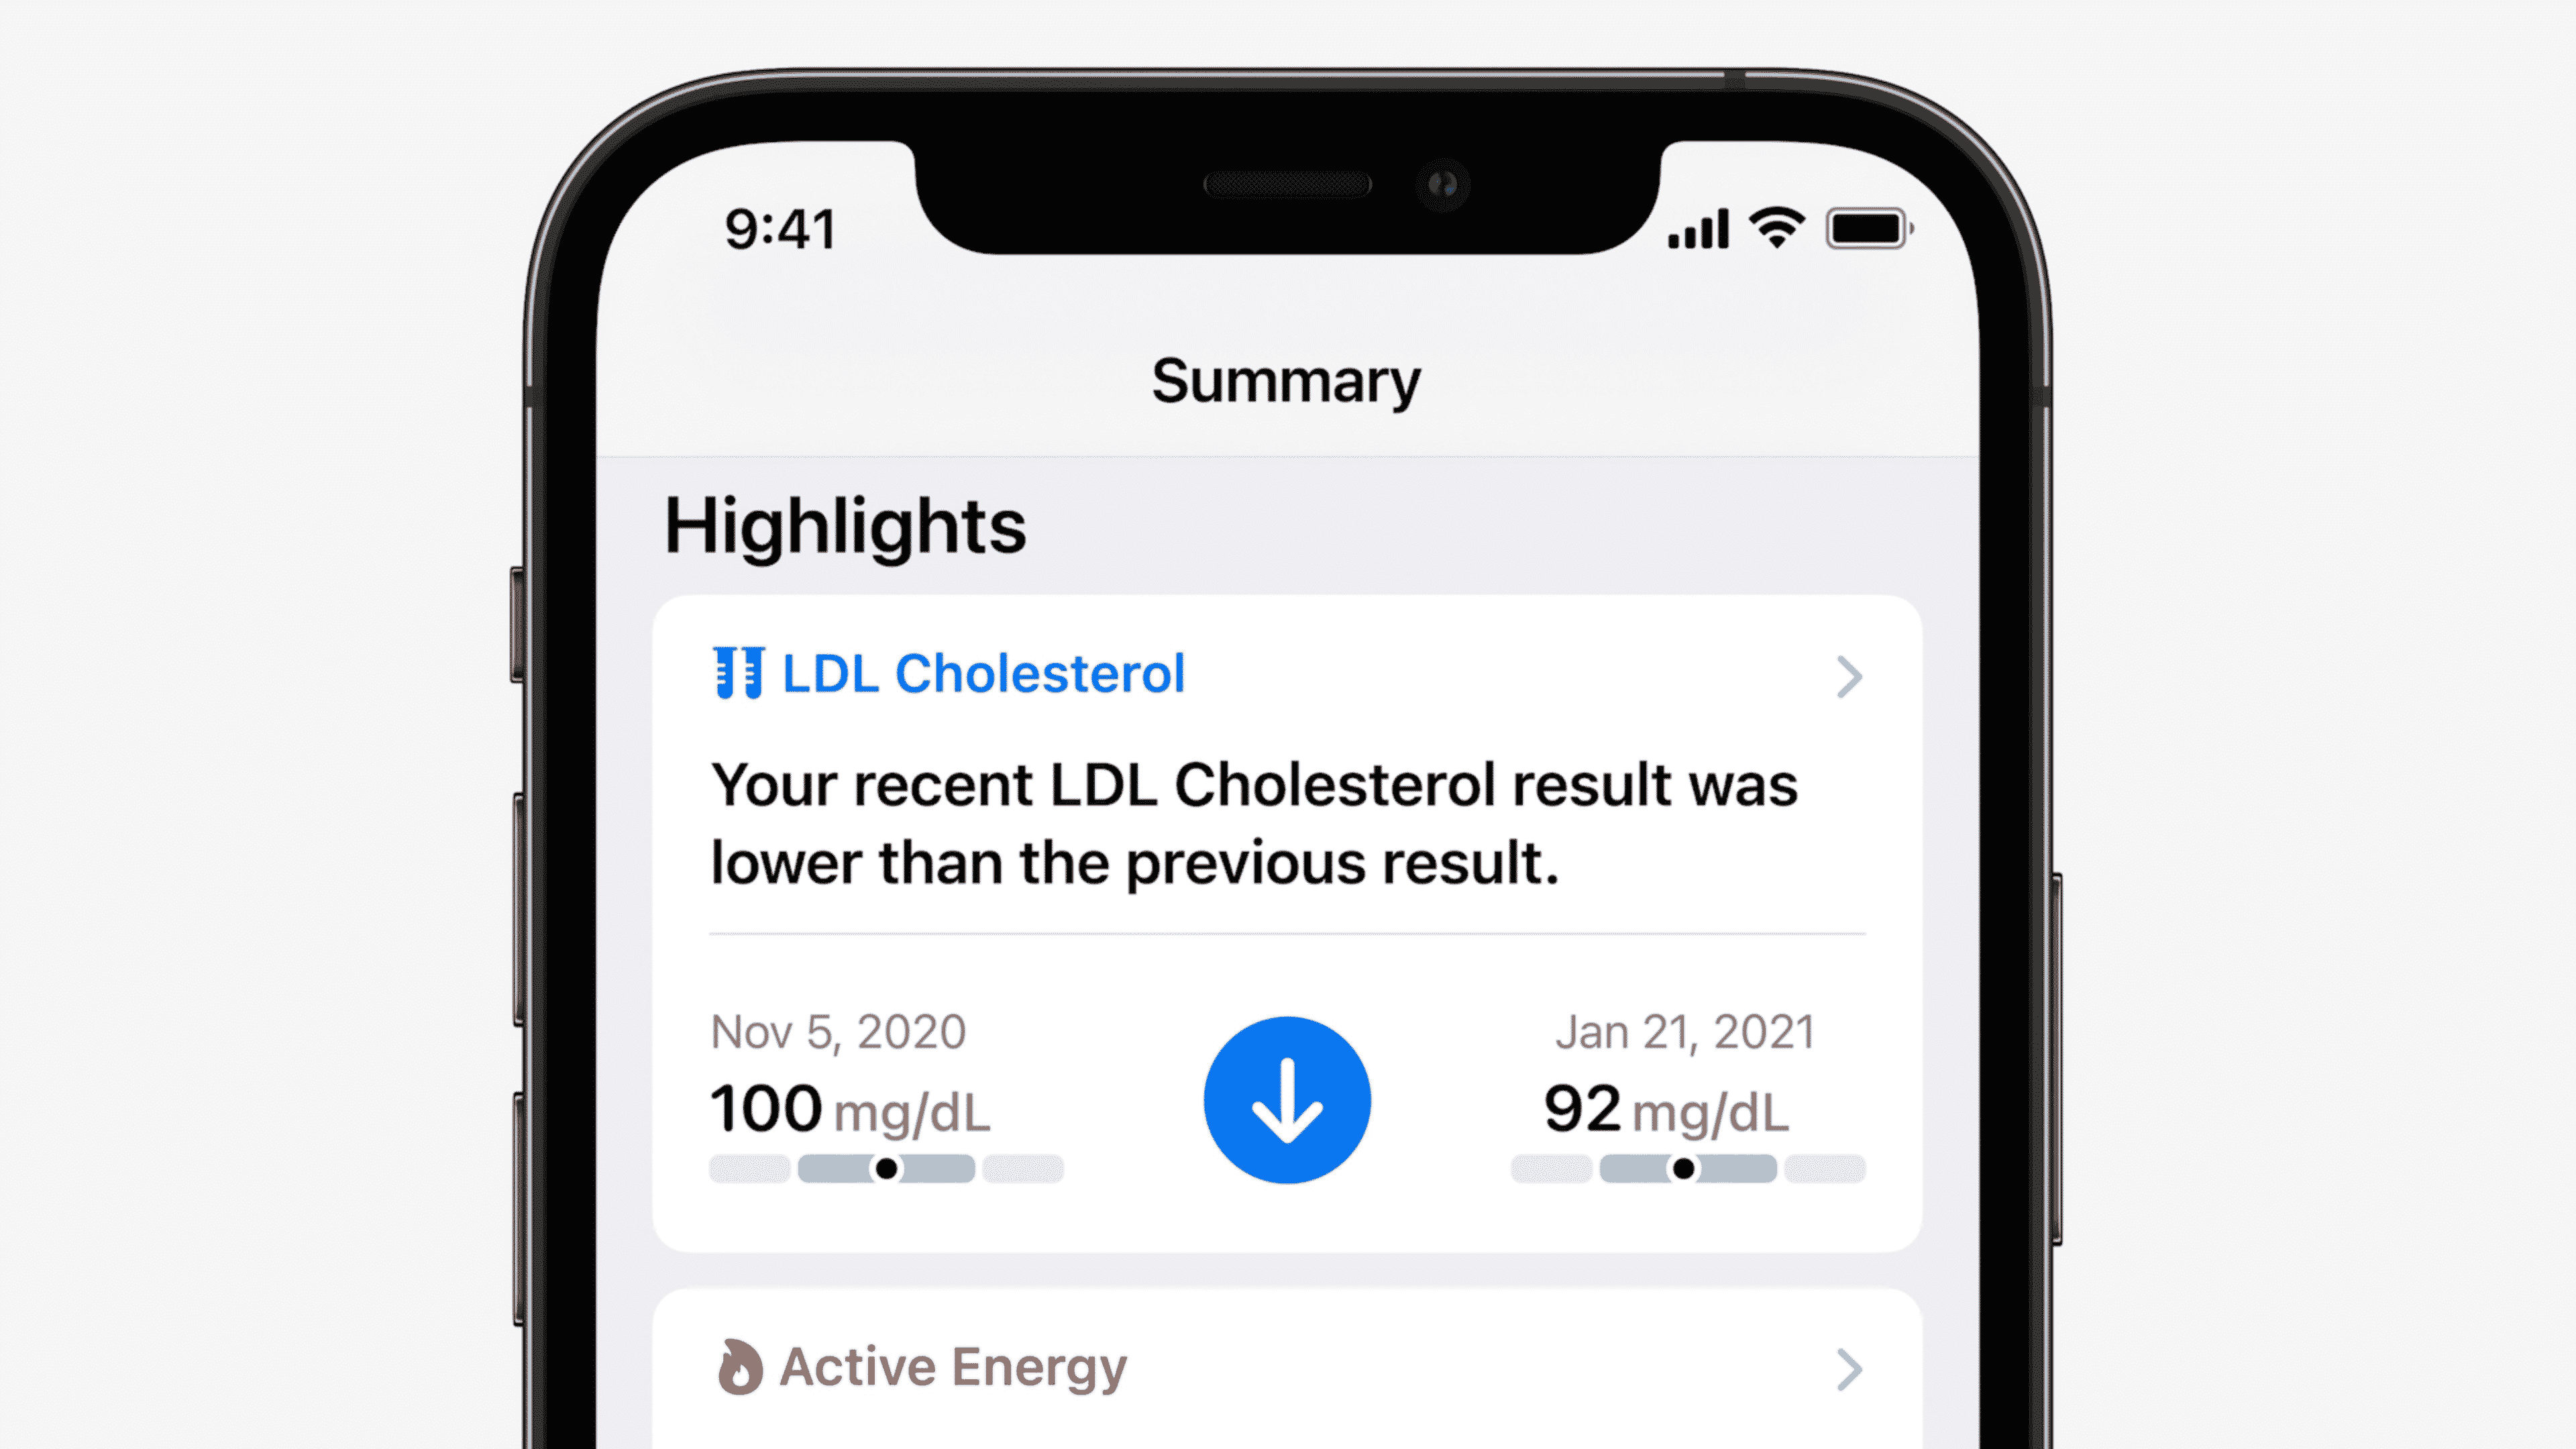 9:41
Summary
Highlights
LDL Cholesterol
Your recent LDL Cholesterol result was
lower than the previous result.
Nov 5, 2020
100 mg/dL
Jan 21, 2021
92 mg/dL
Active Energy